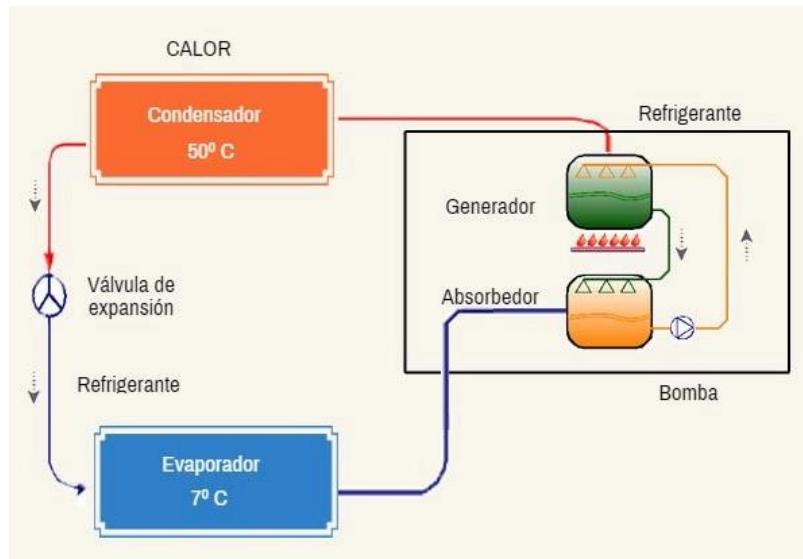 CALOR
Condensador
50º C
Refrigerante
Generador
Válvula de
expansión
Absorbedor
Refrigerante
Bomba
Evaporador
7º C